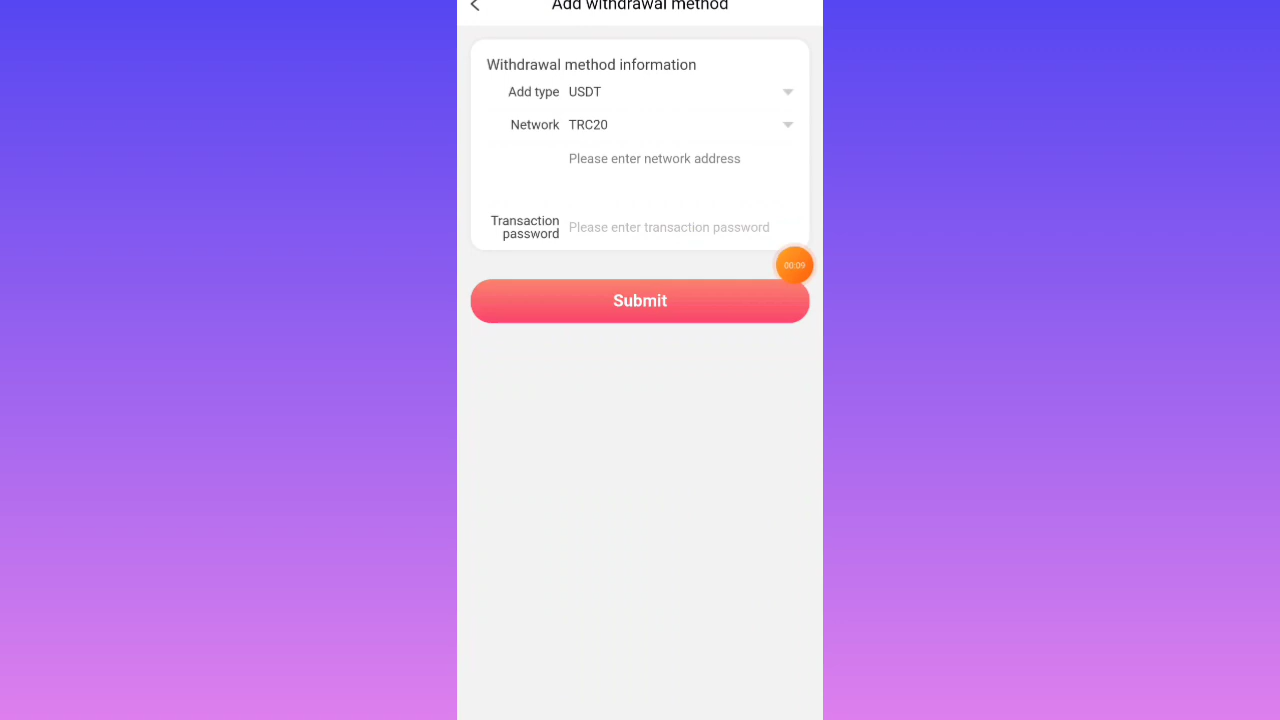 Add withdrawal method
Withdrawal method information
Add type USDT
Network TRC20
Please enter network address
Transaction
password Please enter transaction password
00:09
Submit